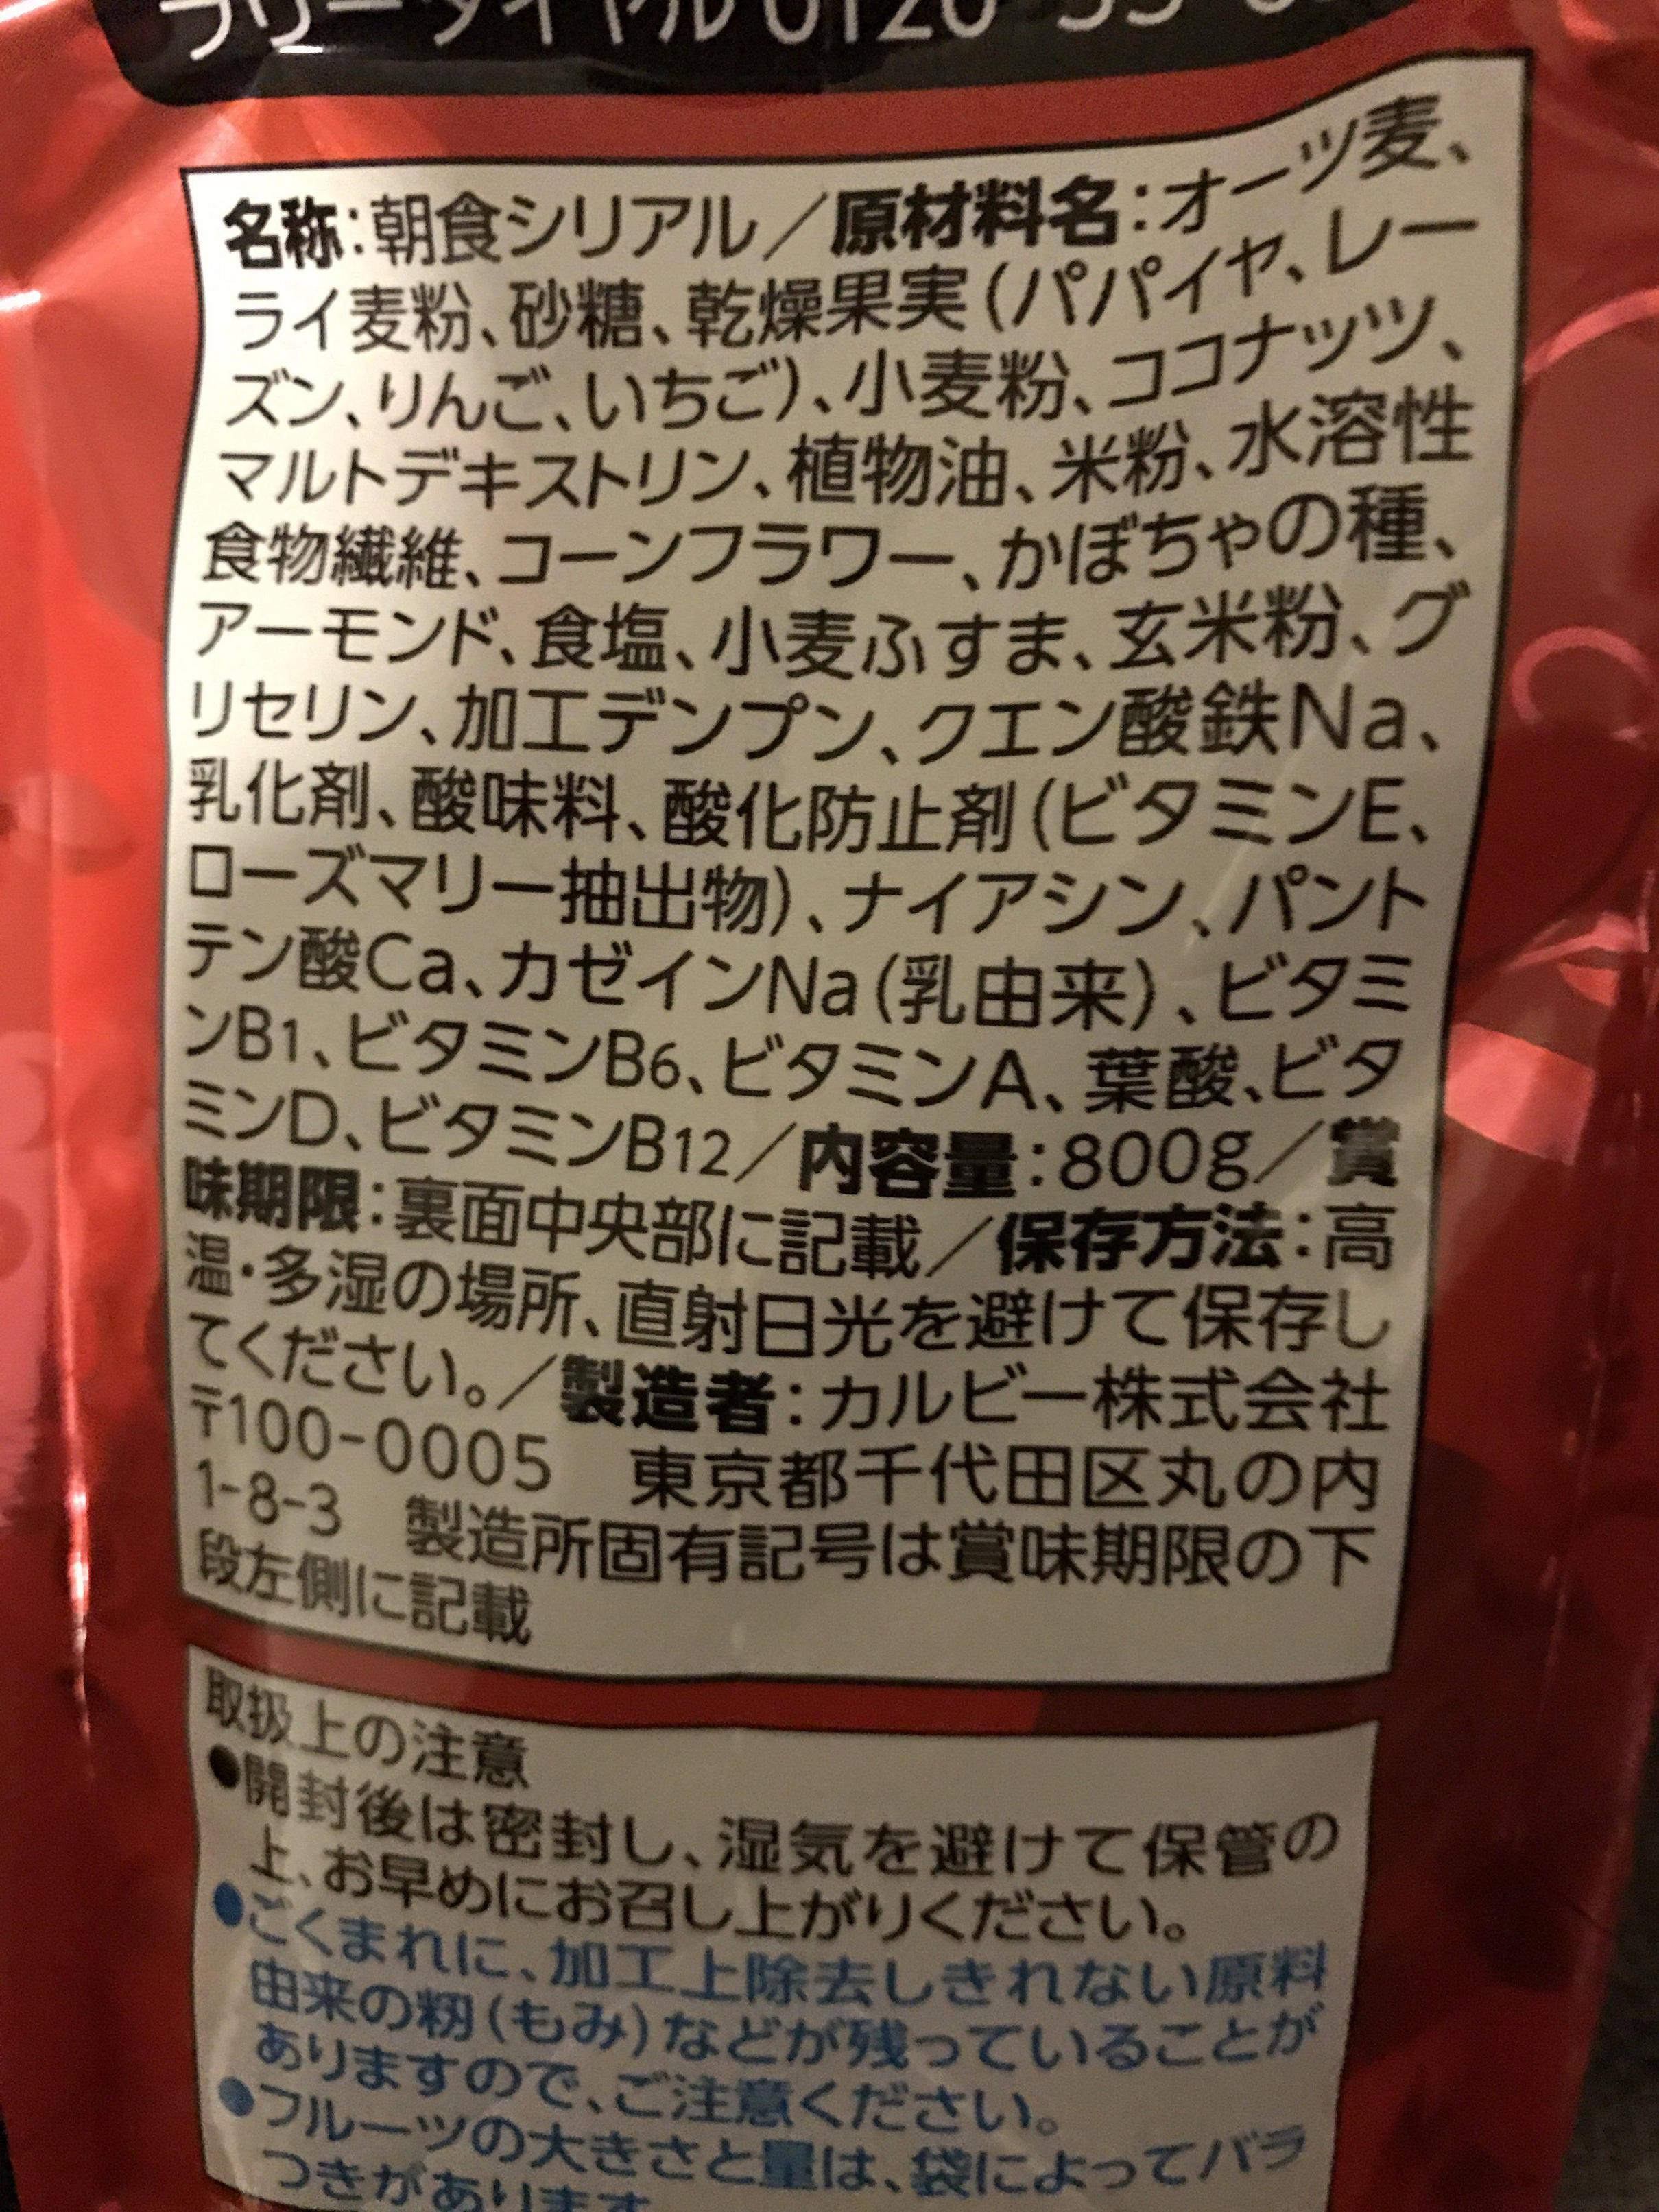 フリーダイヤル0120
名称:朝食シリアル／原材料名:オーツ麦、
ライ麦粉、砂糖、乾燥果実(パパイヤ、レー
ズン、りんご、いちご)、小麦粉、ココナッツ、
マルトデキストリン、植物油、米粉、水溶性
食物繊維、コーンフラワー、かぼちゃの種、
アーモンド、食塩、小麦ふすま、玄米粉、グ
リセリン、加工デンプン、クエン酸鉄Na、
乳化剤、酸味料、酸化防止剤(ビタミンE、
ローズマリー抽出物)、ナイアシン、パント
テン酸Ca、カゼインNa(乳由来)、ビタミ
ンB1、ビタミンB6、ビタミンA、葉酸、ビタ
ミンD、ビタミンB12／内容量:800g／賞
味期限:裏面中央部に記載／保存方法:高
温・多湿の場所、直射日光を避けて保存し
てください。／製造者:カルビー株式会社
〒100-0005 東京都千代田区丸の内
1-8-3 製造所固有記号は賞味期限の下
段左側に記載
取扱上の注意
●開封後は密封し、湿気を避けて保管の
上、お早めにお召し上がりください。
●ごくまれに、加工上除去しきれない原料
由来の籾(もみ)などが残っていることが
ありますので、ご注意ください。
●フルーツの大きさと量は、袋によってバラ
つきがあります